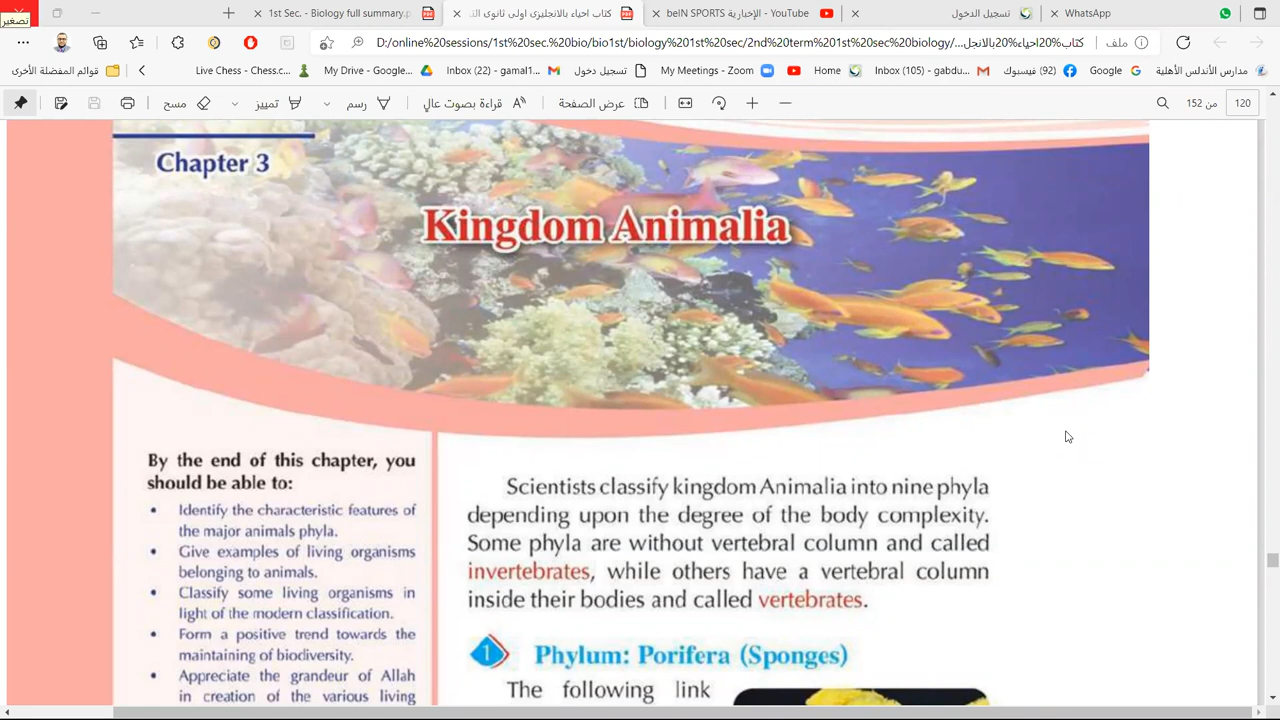 تصغير
1st Sec. - Biology full summary.p
كتاب احياء بالانجليزى اولى ثانوى الت
beIN SPORTS الإخبارية - YouTube
تسجيل الدخول
WhatsApp
D:/online%20sessions/1st%20sec.%20bio/bio1st/biology%201st%20sec/2nd%20term%201st%20sec%20biology/كتاب%20احياء%20بالانجل...
ملف
قوائم المفضلة الأخرى
Live Chess - Chess.c...
My Drive - Google...
Inbox (22) - gamal1...
تسجيل دخول
My Meetings - Zoom
Home
Inbox (105) - gabdu...
(92) فيسبوك
Google
مدارس الأندلس الأهلية
مسح
تمييز
رسم
قراءة بصوت عالٍ
عرض الصفحة
120 من 152
Chapter 3
Kingdom Animalia
By the end of this chapter, you
should be able to:
• Identify the characteristic features of
the major animals phyla.
• Give examples of living organisms
belonging to animals.
• Classify some living organisms in
light of the modern classification.
• Form a positive trend towards the
maintaining of biodiversity.
• Appreciate the grandeur of Allah
in creation of the various living
Scientists classify kingdom Animalia into nine phyla
depending upon the degree of the body complexity.
Some phyla are without vertebral column and called
invertebrates, while others have a vertebral column
inside their bodies and called vertebrates.
1 Phylum: Porifera (Sponges)
The following link